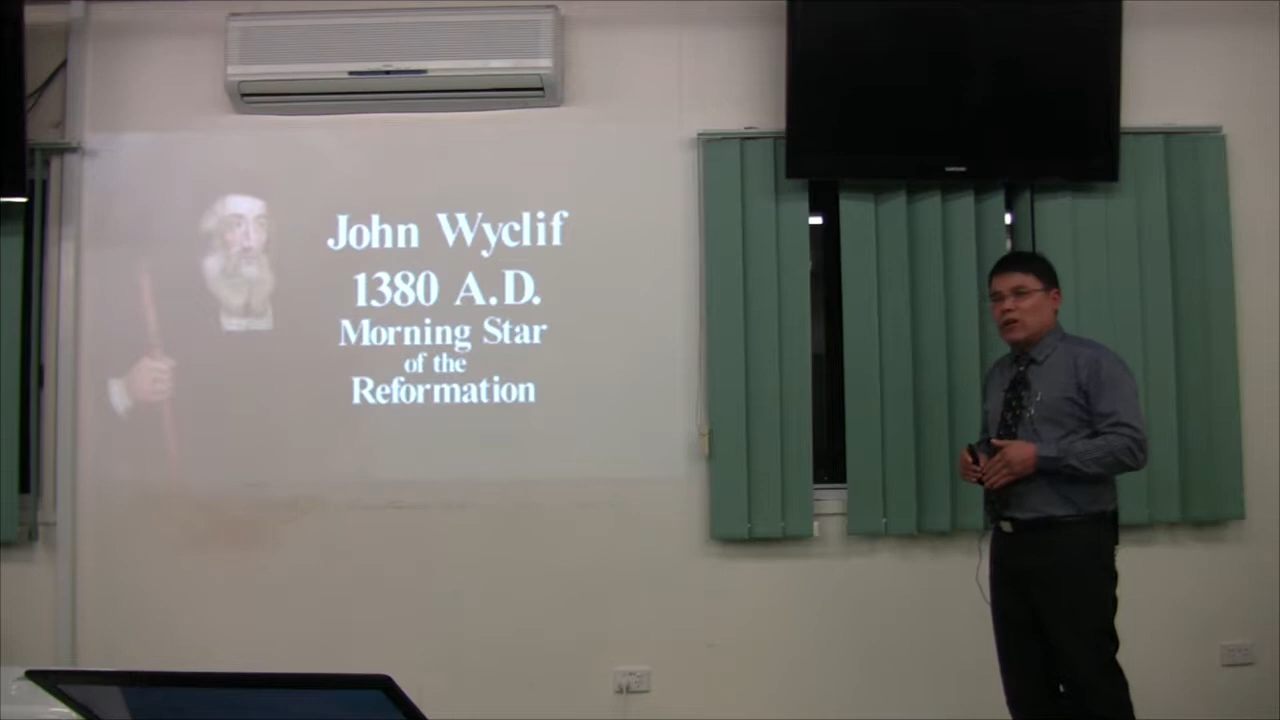 John Wyclif
1380 A.D.
Morning Star
of the
Reformation